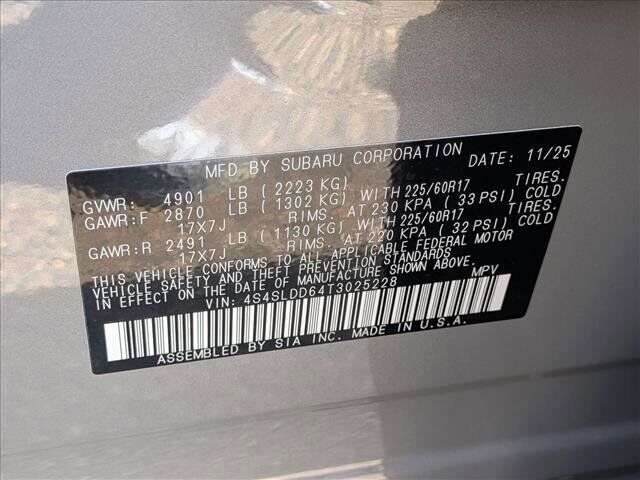 MFD BY SUBARU CORPORATION DATE: 11/25
GVWR: 4901 LB (2223 KG)
GAWR:F 2870 LB (1302 KG) WITH 225/60R17 TIRES.
17X7J RIMS. AT 230 KPA (33 PSI) COLD
GAWR:R 2491 LB (1130 KG) WITH 225/60R17 TIRES.
17X7J RIMS. AT 220 KPA (32 PSI) COLD
THIS VEHICLE CONFORMS TO ALL APPLICABLE FEDERAL MOTOR
VEHICLE SAFETY AND THEFT PREVENTION STANDARDS
IN EFFECT ON THE DATE OF MANUFACTURE SHOWN ABOVE.
VIN: 4S4SLDD64T3025228 MPV
ASSEMBLED BY SIA INC. MADE IN U.S.A.